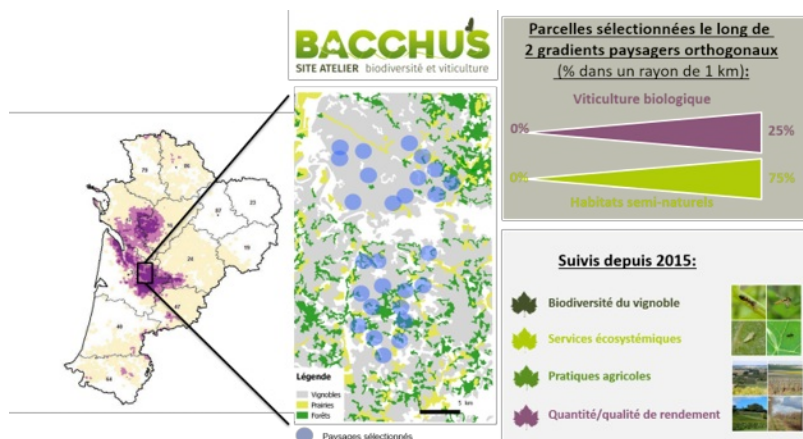 BACCHUS
SITE ATELIER biodiversité et viticulture
Parcelles sélectionnées le long de
2 gradients paysagers orthogonaux
(% dans un rayon de 1 km):
Viticulture biologique
0%
25%
0%
75%
Habitats semi-naturels
79
86
16
87
23
19
24
47
40
64
Légende
Vignobles
Prairies
Forêts
5 km
Paysages sélectionnés
Suivis depuis 2015:
Biodiversité du vignoble
Services écosystémiques
Pratiques agricoles
Quantité/qualité de rendement